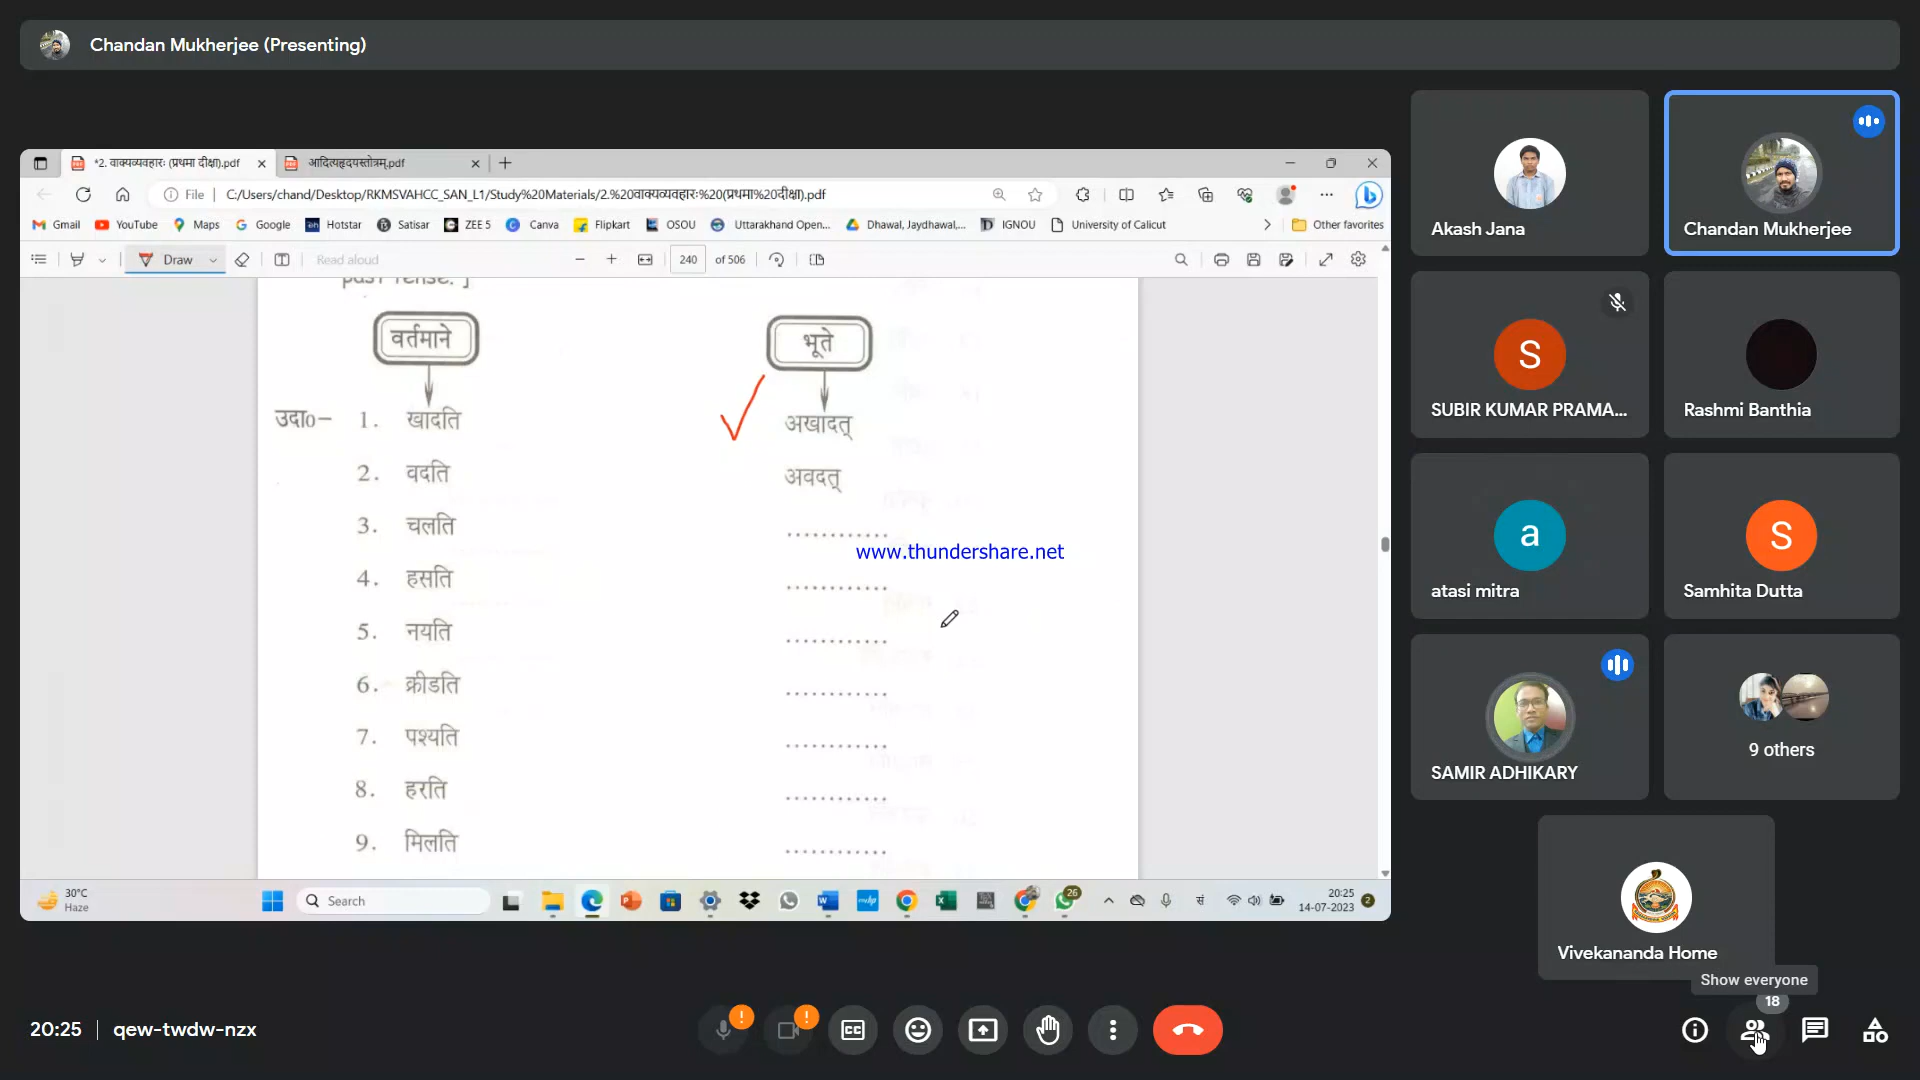 Chandan Mukherjee (Presenting)
*2. वाक्यव्यवहारः (प्रथमा दीक्षा).pdf
आदित्यहृदयस्तोत्रम्.pdf
File
C:/Users/chand/Desktop/RKMSVAHCC_SAN_L1/Study%20Materials/2.%20वाक्यव्यवहारः%20(प्रथमा%20दीक्षा).pdf
Gmail YouTube Maps Google Hotstar Satisar ZEE 5 Canva Flipkart OSOU Uttarakhand Open... Dhawal, Jaydhawal,... IGNOU University of Calicut Other favorites
Draw Read aloud 240 of 506
past tense. ]
वर्तमाने भूते
उदा०- 1. खादति अखादत्
2. वदति अवदत्
3. चलति ............
www.thundershare.net
4. हसति ............
5. नयति ............
6. क्रीडति ............
7. पश्यति ............
8. हरति ............
9. मिलति ............
30°C
Haze
Search
26
सं
20:25
14-07-2023
2
Akash Jana
Chandan Mukherjee
S
SUBIR KUMAR PRAMA...
Rashmi Banthia
a
atasi mitra
S
Samhita Dutta
SAMIR ADHIKARY
9 others
Vivekananda Home
Show everyone
18
20:25 | qew-twdw-nzx